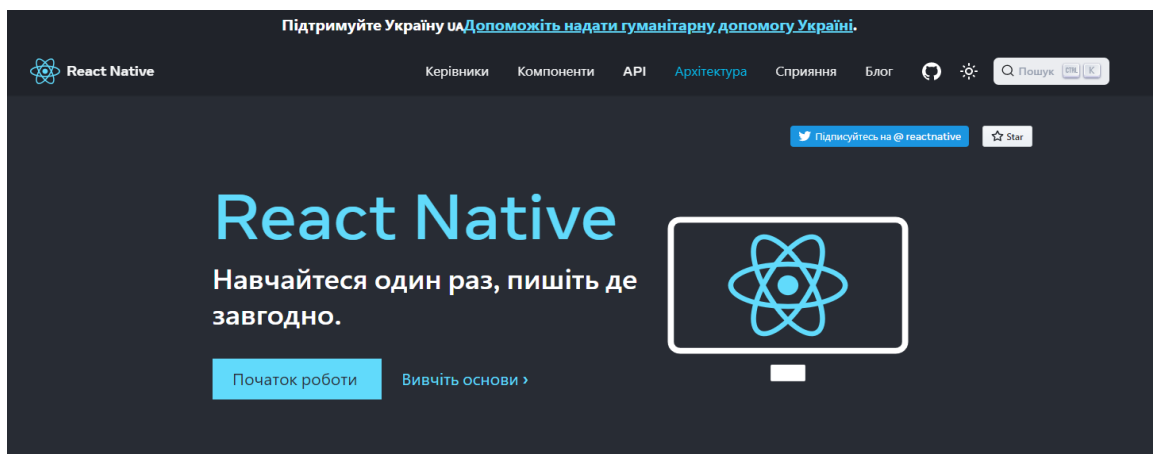 Підтримуйте Україну UAДопоможіть надати гуманітарну допомогу Україні.
React Native Керівники Компоненти API Архітектура Сприяння Блог Пошук CTRL K
Підписуйтесь на @ reactnative Star
React Native
Навчайтеся один раз, пишіть де
завгодно.
Початок роботи Вивчіть основи ›